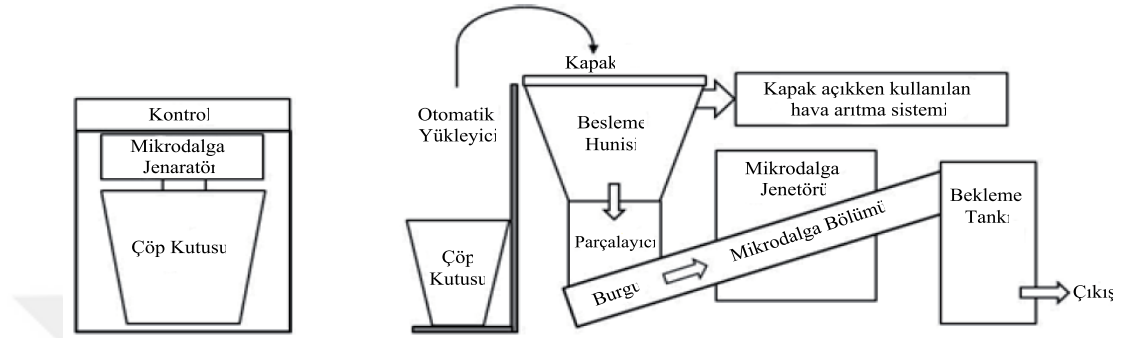 Kontrol
Mikrodalga
Jenaratör
Çöp Kutusu
Otomatik
Yükleyici
Çöp
Kutusu
Kapak
Besleme
Hunisi
Parçalayıcı
Burgu
Mikrodalga Bölümü
Kapak açıkken kullanılan
hava arıtma sistemi
Mikrodalga
Jenetörü
Bekleme
Tankı
Çıkış